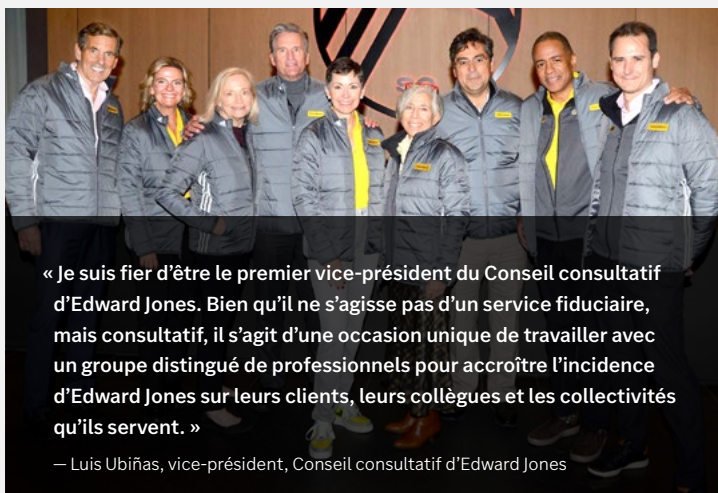 « Je suis fier d’être le premier vice-président du Conseil consultatif
d’Edward Jones. Bien qu’il ne s’agisse pas d’un service fiduciaire,
mais consultatif, il s’agit d’une occasion unique de travailler avec
un groupe distingué de professionnels pour accroître l’incidence
d’Edward Jones sur leurs clients, leurs collègues et les collectivités
qu’ils servent. »
— Luis Ubiñas, vice-président, Conseil consultatif d’Edward Jones